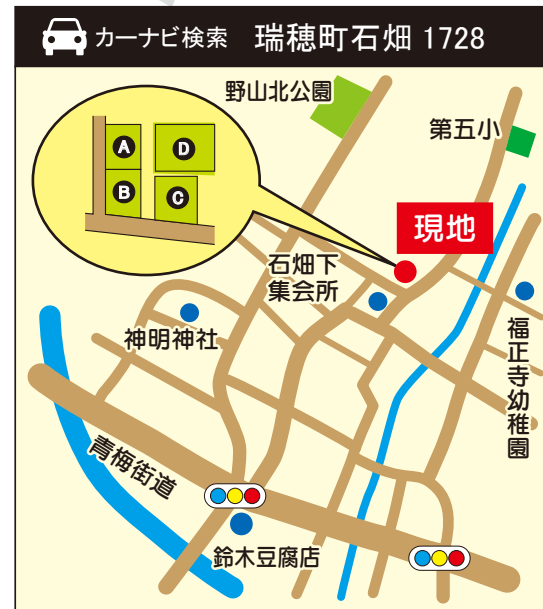 カーナビ検索 瑞穂町石畑 1728
野山北公園
第五小
A
D
B
C
現地
石畑下
集会所
神明神社
福正寺幼稚園
青梅街道
鈴木豆腐店